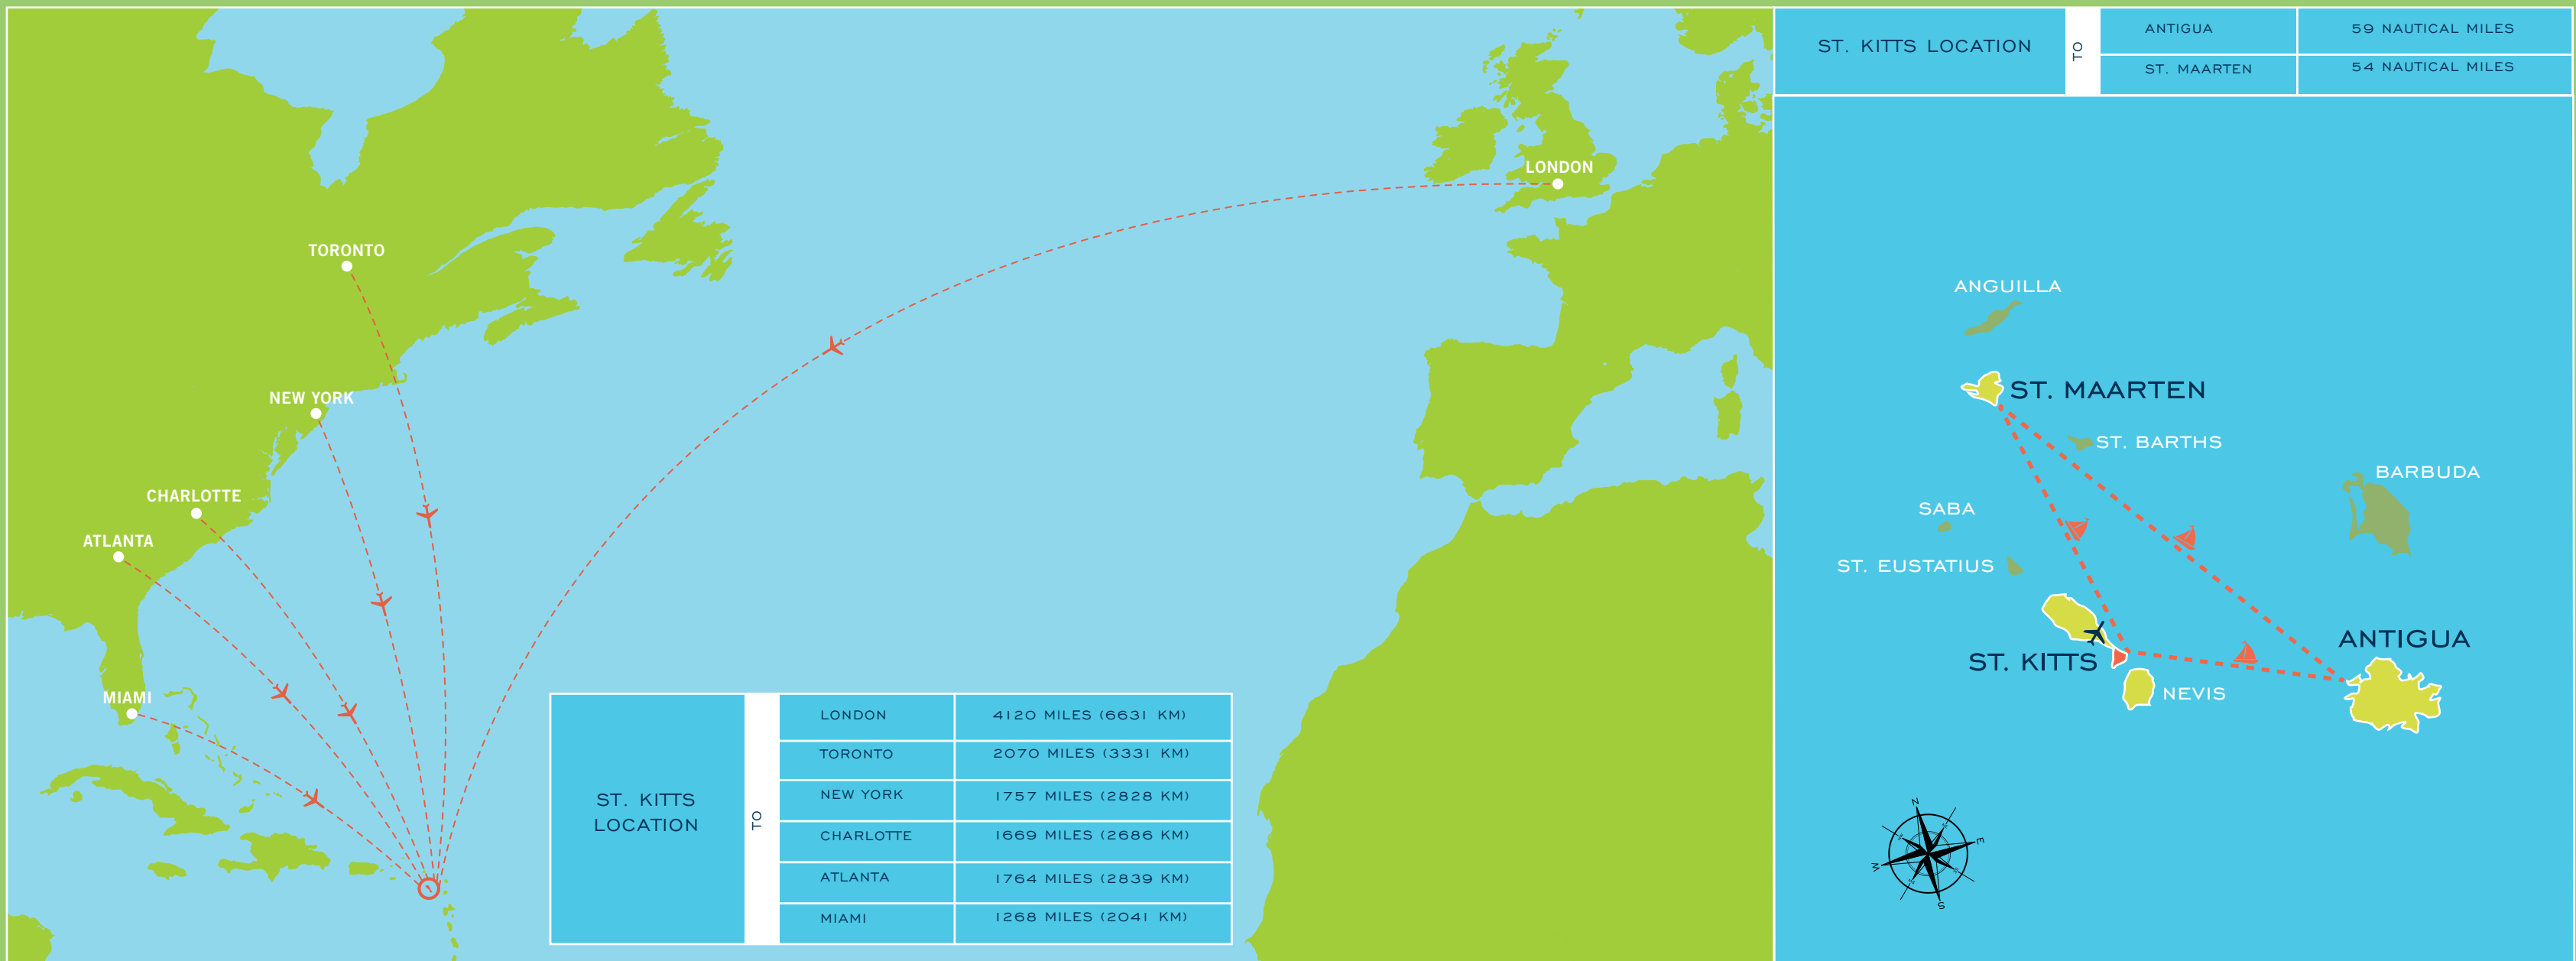 TORONTO
NEW YORK
CHARLOTTE
ATLANTA
MIAMI
LONDON
ST. KITTS
LOCATION
TO
LONDON 4120 MILES (6631 KM)
TORONTO 2070 MILES (3331 KM)
NEW YORK 1757 MILES (2828 KM)
CHARLOTTE 1669 MILES (2686 KM)
ATLANTA 1764 MILES (2839 KM)
MIAMI 1268 MILES (2041 KM)
ST. KITTS LOCATION
TO
ANTIGUA 59 NAUTICAL MILES
ST. MAARTEN 54 NAUTICAL MILES
ANGUILLA
ST. MAARTEN
ST. BARTHS
BARBUDA
SABA
ST. EUSTATIUS
ANTIGUA
ST. KITTS
NEVIS
N
E
W
S